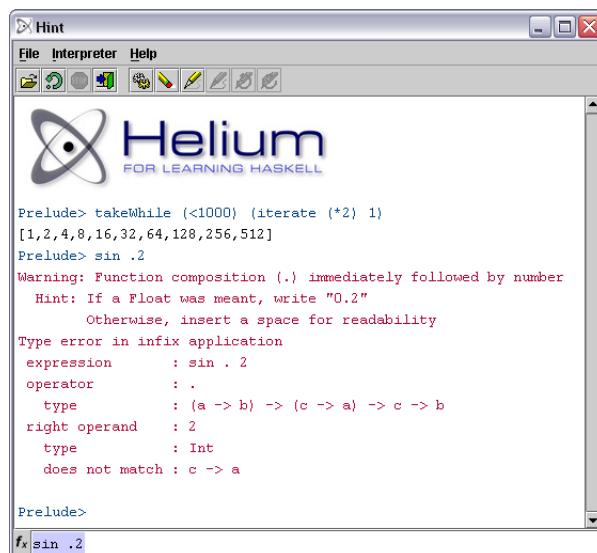 Hint
File Interpreter Help
Helium
FOR LEARNING HASKELL
Prelude> takeWhile (<1000) (iterate (*2) 1)
[1,2,4,8,16,32,64,128,256,512]
Prelude> sin .2
Warning: Function composition (.) immediately followed by number
  Hint: If a Float was meant, write "0.2"
        Otherwise, insert a space for readability
Type error in infix application
 expression       : sin . 2
 operator         : .
   type           : (a -> b) -> (c -> a) -> c -> b
 right operand    : 2
   type           : Int
   does not match : c -> a
Prelude>
fx sin .2